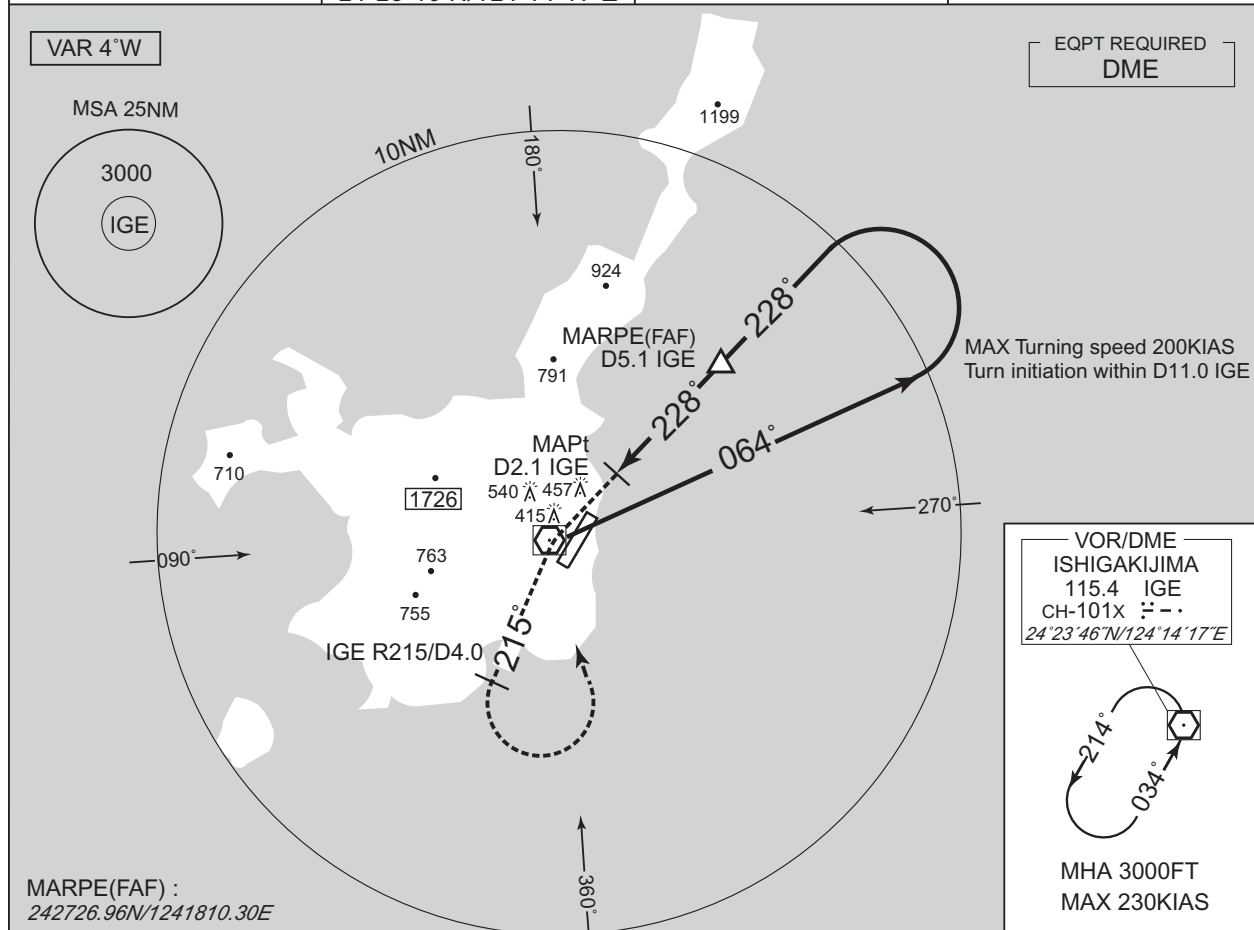 VAR 4°W
EQPT REQUIRED
DME
MSA 25NM
3000
IGE
10NM
180°
1199
924
MARPE(FAF)
D5.1 IGE
228°
228°
791
MAX Turning speed 200KIAS
Turn initiation within D11.0 IGE
064°
MAPt
D2.1 IGE
540
457
415
710
1726
270°
090°
763
755
IGE R215/D4.0
215°
360°
VOR/DME
ISHIGAKIJIMA
115.4 IGE
CH-101X
24°23´46˝N/124°14´17˝E
214°
034°
MHA 3000FT
MAX 230KIAS
MARPE(FAF) :
242726.96N/1241810.30E